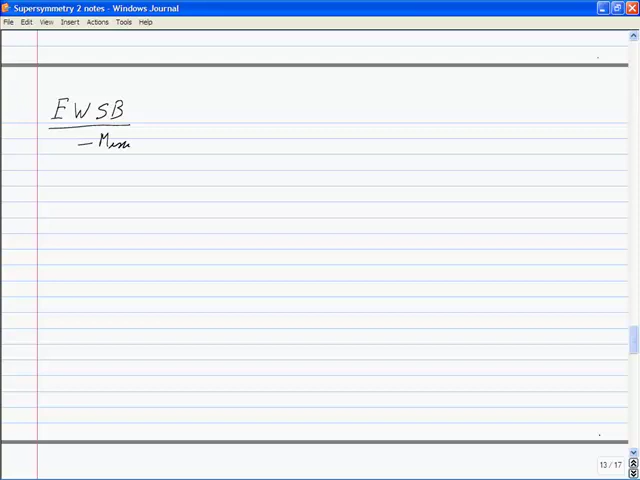 Supersymmetry 2 notes - Windows Journal
File Edit View Insert Actions Tools Help
EWSB
13 / 17